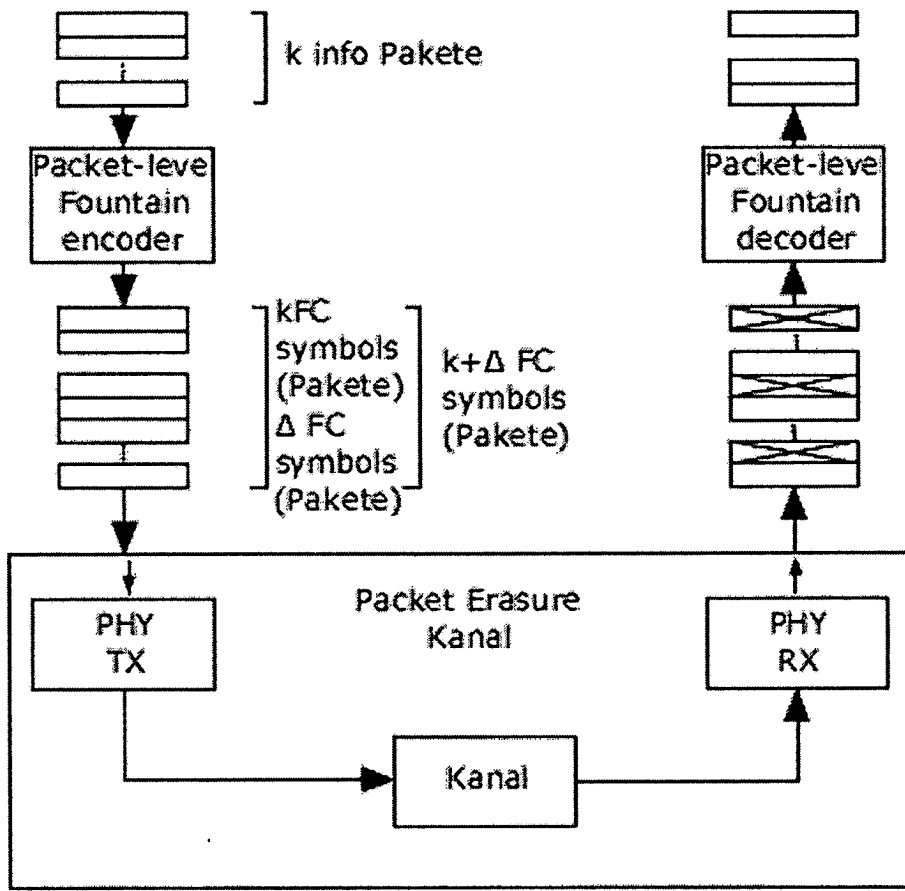 k info Pakete
Packet-leve
Fountain
encoder
Packet-leve
Fountain
decoder
kFC
symbols
(Pakete)
Δ FC
symbols
(Pakete)
k+Δ FC
symbols
(Pakete)
Packet Erasure
Kanal
PHY
TX
PHY
RX
Kanal